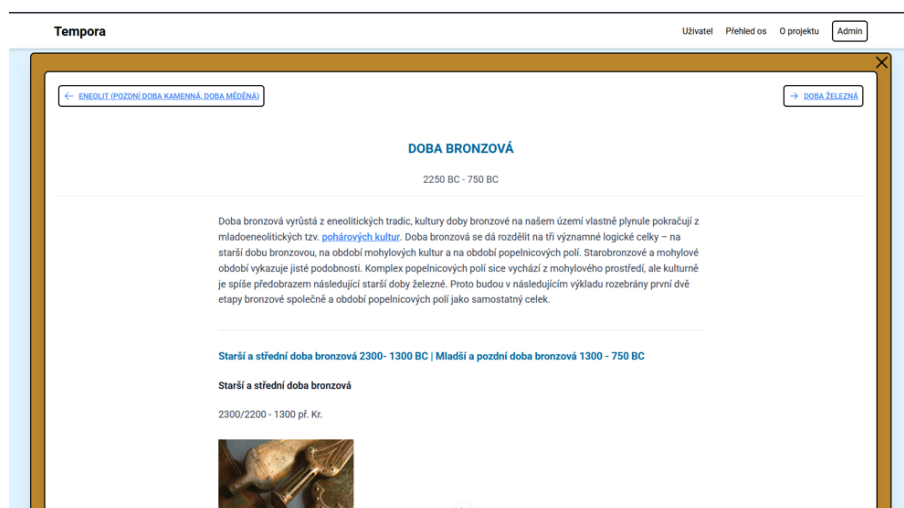 Tempora
Uživatel Přehled os O projektu Admin
← ENEOLIT (POZDNÍ DOBA KAMENNÁ, DOBA MĚDĚNÁ)
→ DOBA ŽELEZNÁ
DOBA BRONZOVÁ
2250 BC - 750 BC
Doba bronzová vyrůstá z eneolitických tradic, kultury doby bronzové na našem území vlastně plynule pokračují z
mladoeneolitických tzv. pohárových kultur. Doba bronzová se dá rozdělit na tři významné logické celky – na
starší dobu bronzovou, na období mohylových kultur a na období popelnicových polí. Starobronzové a mohylové
období vykazuje jisté podobnosti. Komplex popelnicových polí sice vychází z mohylového prostředí, ale kulturně
je spíše předobrazem následující starší doby železné. Proto budou v následujícím výkladu rozebrány první dvě
etapy bronzové společně a období popelnicových polí jako samostatný celek.
Starší a střední doba bronzová 2300- 1300 BC | Mladší a pozdní doba bronzová 1300 - 750 BC
Starší a střední doba bronzová
2300/2200 - 1300 př. Kr.